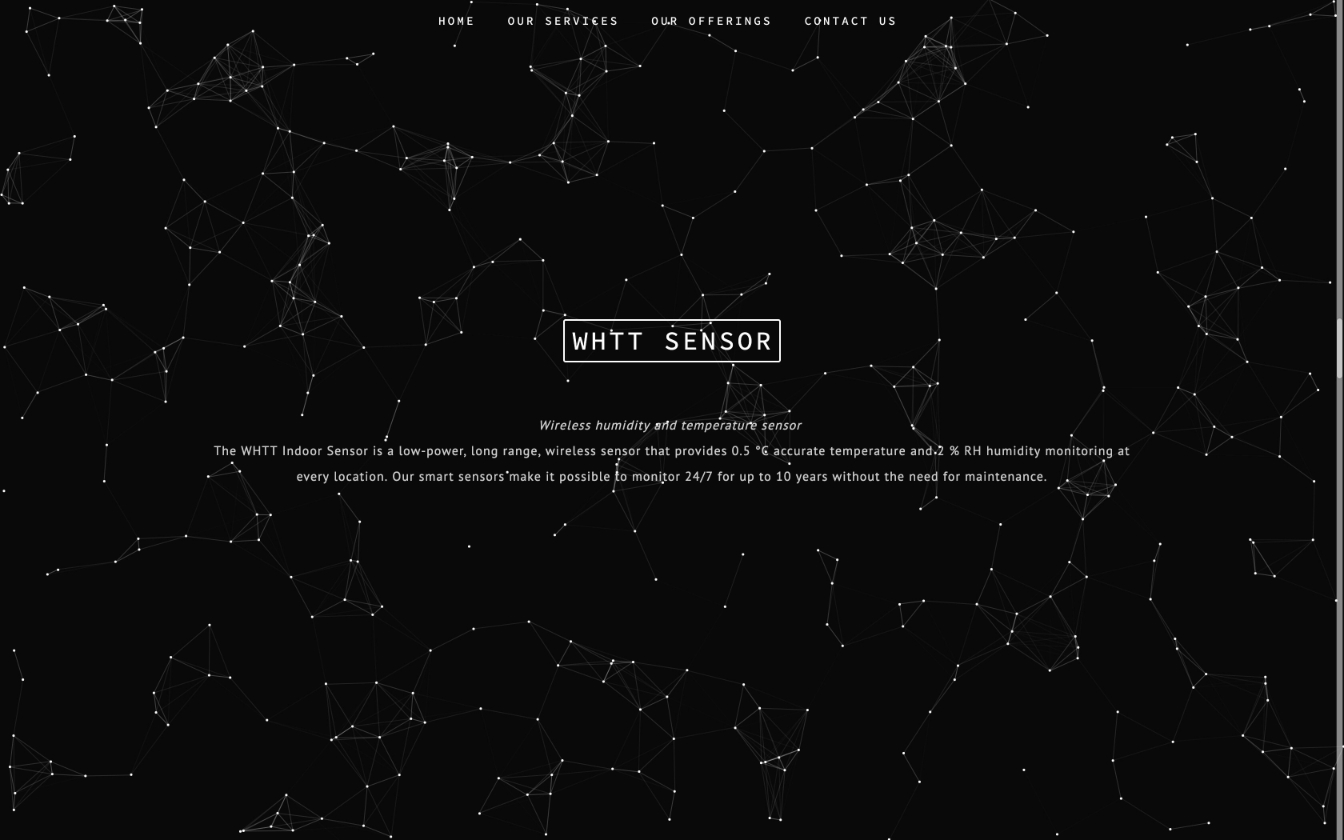 HOME OUR SERVICES OUR OFFERINGS CONTACT US
WHTT SENSOR
Wireless humidity and temperature sensor
The WHTT Indoor Sensor is a low-power, long range, wireless sensor that provides 0.5 °C accurate temperature and 2 % RH humidity monitoring at
every location. Our smart sensors make it possible to monitor 24/7 for up to 10 years without the need for maintenance.